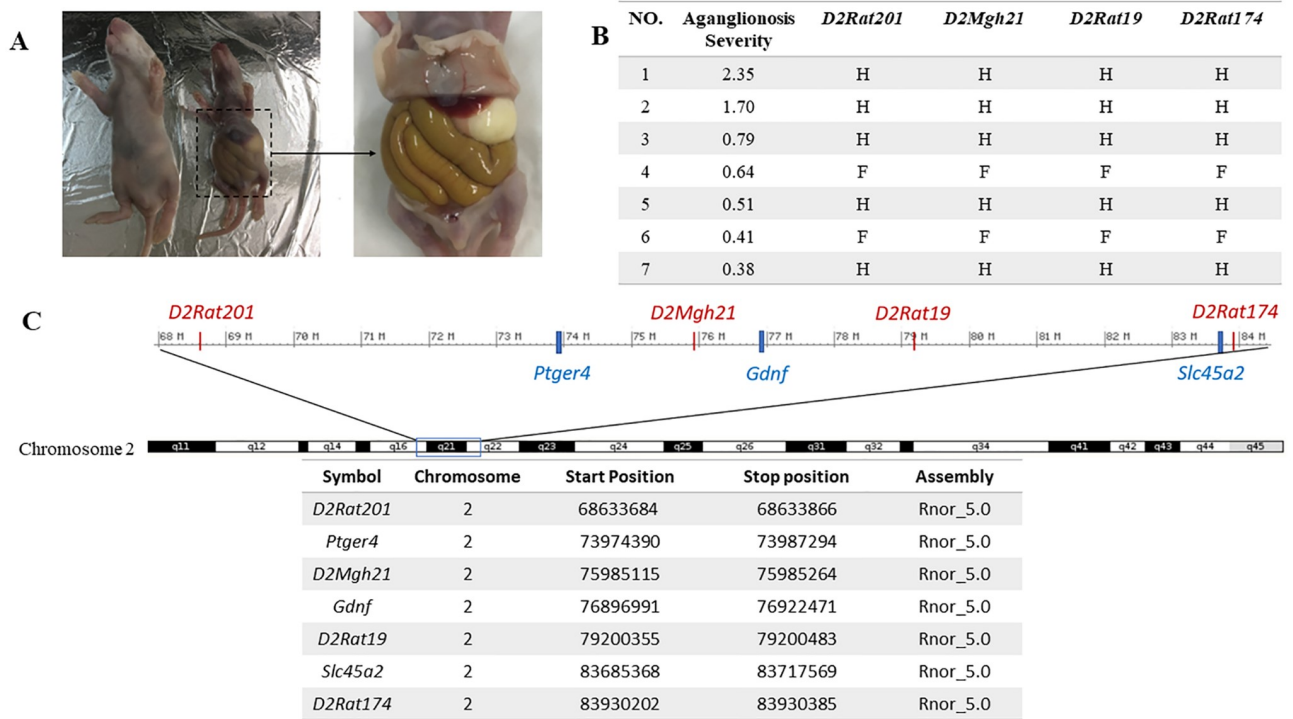 A
B
NO. Aganglionosis Severity D2Rat201 D2Mgh21 D2Rat19 D2Rat174
1 2.35 H H H H
2 1.70 H H H H
3 0.79 H H H H
4 0.64 F F F F
5 0.51 H H H H
6 0.41 F F F F
7 0.38 H H H H
C
D2Rat201 D2Mgh21 D2Rat19 D2Rat174
68 M 69 M 70 M 71 M 72 M 73 M 74 M 75 M 76 M 77 M 78 M 79 M 80 M 81 M 82 M 83 M 84 M
Ptger4 Gdnf Slc45a2
Chromosome 2 q11 q12 q14 q16 q21 q22 q23 q24 q25 q26 q31 q32 q34 q41 q42 q43 q44 q45
Symbol Chromosome Start Position Stop position Assembly
D2Rat201 2 68633684 68633866 Rnor_5.0
Ptger4 2 73974390 73987294 Rnor_5.0
D2Mgh21 2 75985115 75985264 Rnor_5.0
Gdnf 2 76896991 76922471 Rnor_5.0
D2Rat19 2 79200355 79200483 Rnor_5.0
Slc45a2 2 83685368 83717569 Rnor_5.0
D2Rat174 2 83930202 83930385 Rnor_5.0